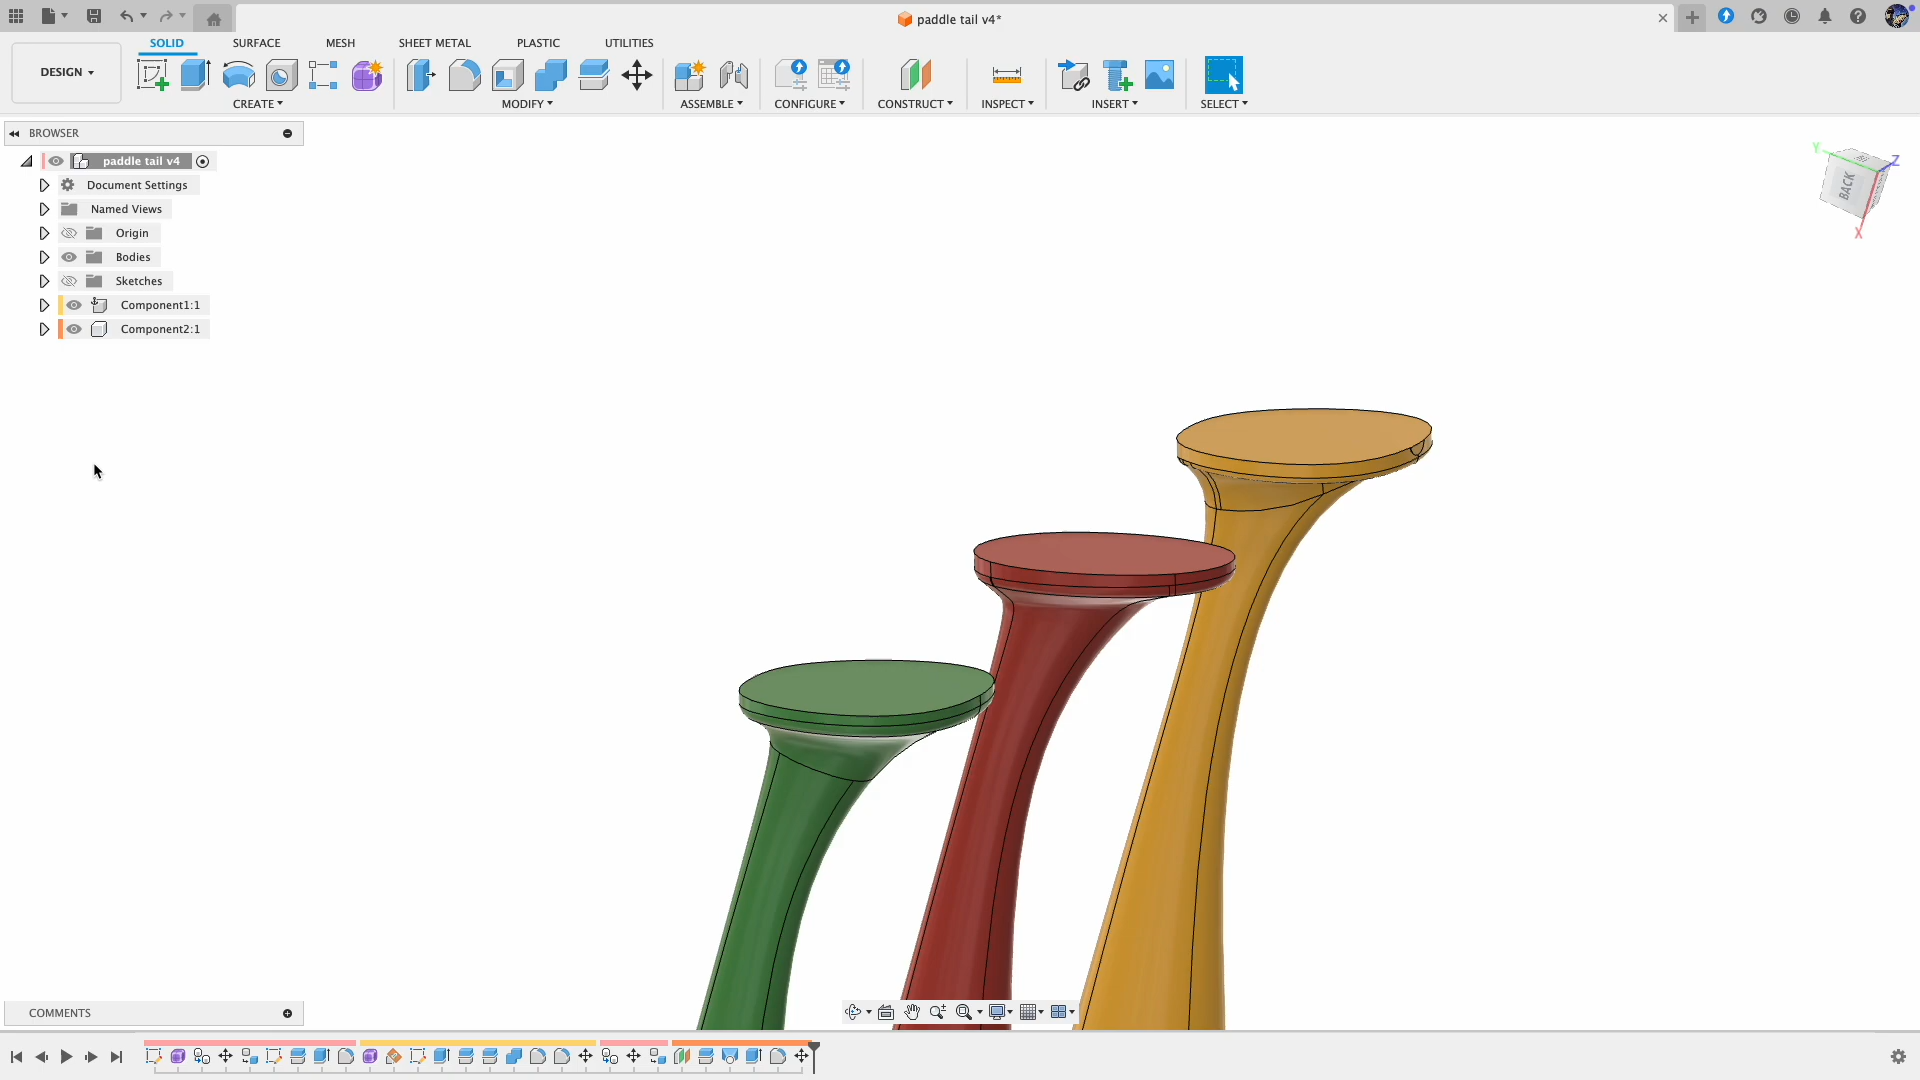 paddle tail v4*
SOLID
SURFACE
MESH
SHEET METAL
PLASTIC
UTILITIES
DESIGN
CREATE
MODIFY
ASSEMBLE
CONFIGURE
CONSTRUCT
INSPECT
INSERT
SELECT
BROWSER
paddle tail v4
Document Settings
Named Views
Origin
Bodies
Sketches
Component1:1
Component2:1
Y
Z
BACK
X
COMMENTS